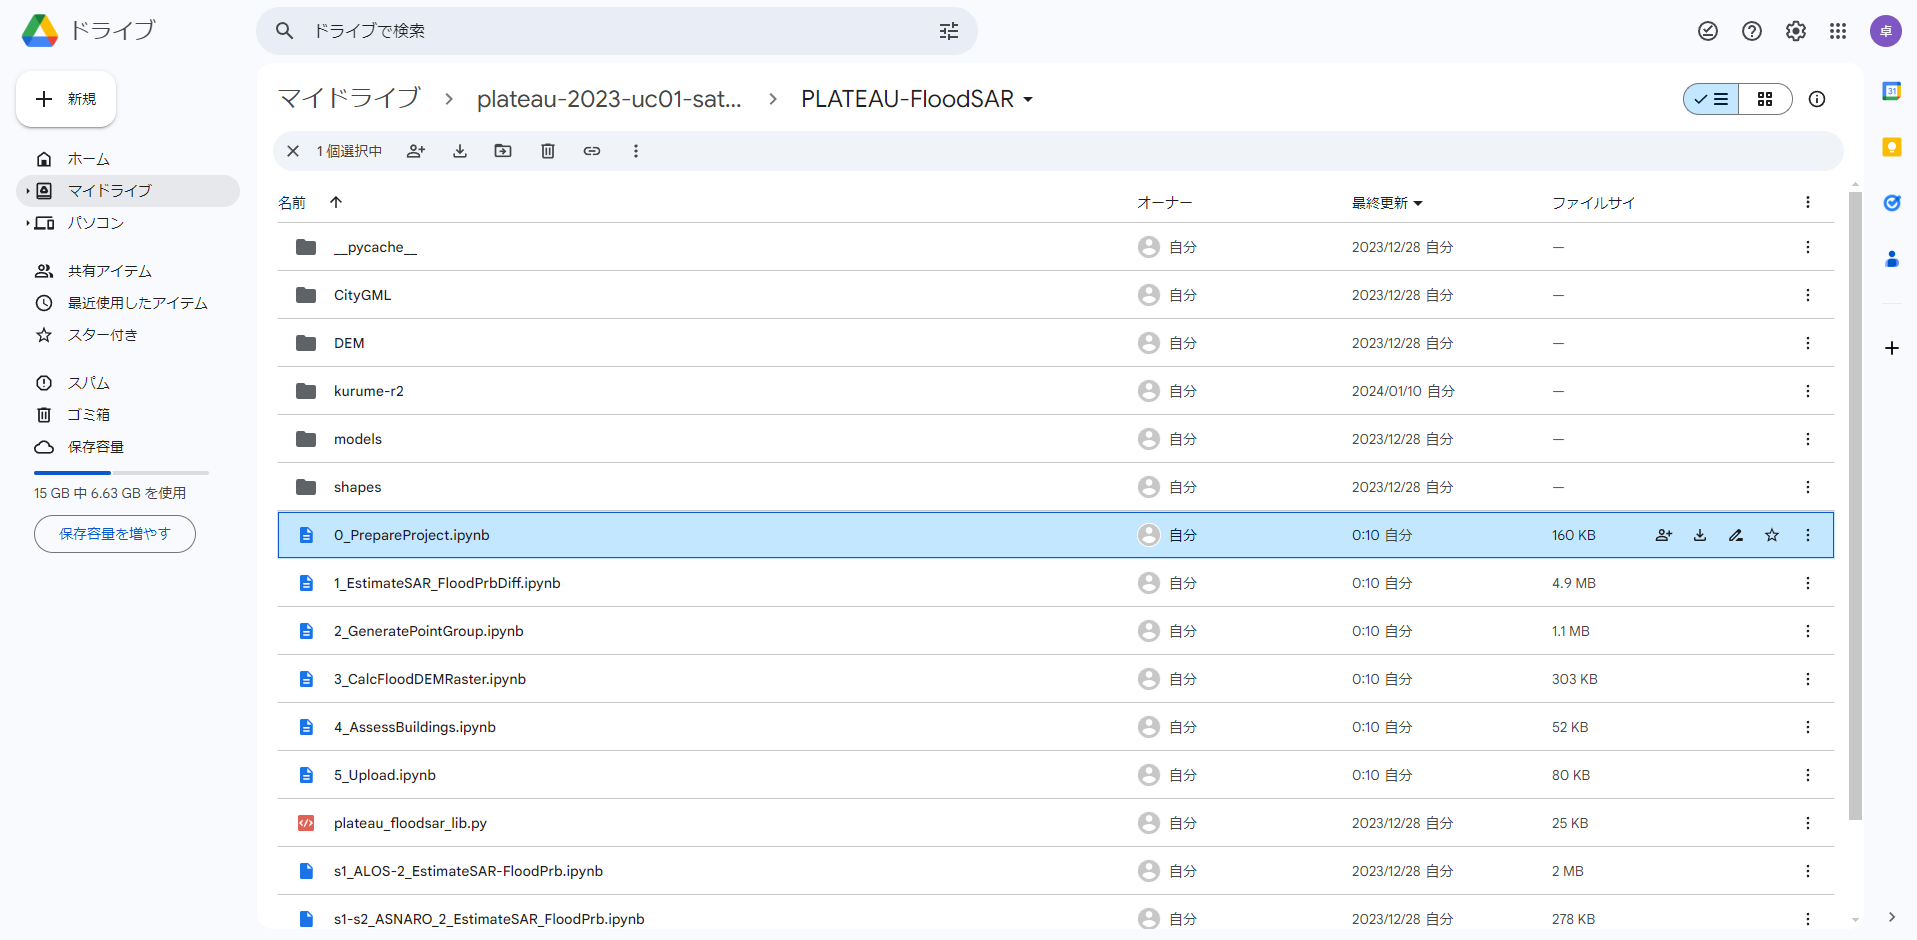 ドライブ
ドライブで検索
卓
新規
ホーム
マイドライブ
パソコン
共有アイテム
最近使用したアイテム
スター付き
スパム
ゴミ箱
保存容量
15 GB 中 6.63 GB を使用
保存容量を増やす
マイドライブ > plateau-2023-uc01-sat... > PLATEAU-FloodSAR
1 個選択中
名前 オーナー 最終更新 ファイルサイ
__pycache__ 自分 2023/12/28 自分 —
CityGML 自分 2023/12/28 自分 —
DEM 自分 2023/12/28 自分 —
kurume-r2 自分 2024/01/10 自分 —
models 自分 2023/12/28 自分 —
shapes 自分 2023/12/28 自分 —
0_PrepareProject.ipynb 自分 0:10 自分 160 KB
1_EstimateSAR_FloodPrbDiff.ipynb 自分 0:10 自分 4.9 MB
2_GeneratePointGroup.ipynb 自分 0:10 自分 1.1 MB
3_CalcFloodDEMRaster.ipynb 自分 0:10 自分 303 KB
4_AssessBuildings.ipynb 自分 0:10 自分 52 KB
5_Upload.ipynb 自分 0:10 自分 80 KB
plateau_floodsar_lib.py 自分 2023/12/28 自分 25 KB
s1_ALOS-2_EstimateSAR-FloodPrb.ipynb 自分 2023/12/28 自分 2 MB
s1-s2_ASNARO_2_EstimateSAR_FloodPrb.ipynb 自分 2023/12/28 自分 278 KB
31